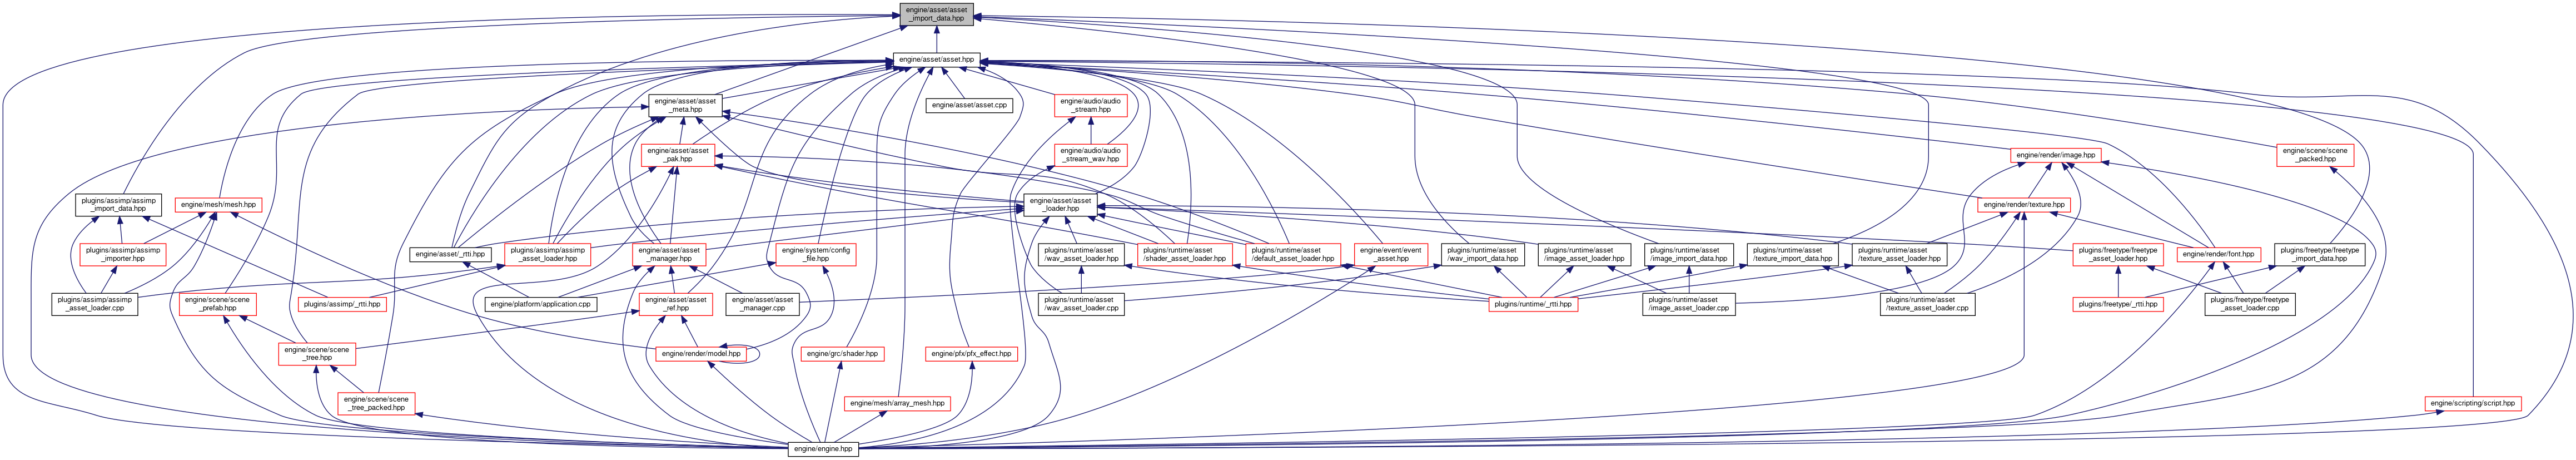 engine/asset/asset
_import_data.hpp
engine/asset/asset.hpp
engine/asset/asset
_meta.hpp
engine/asset/asset.cpp
engine/audio/audio
_stream.hpp
engine/asset/asset
_pak.hpp
engine/audio/audio
_stream_wav.hpp
engine/render/image.hpp
engine/scene/scene
_packed.hpp
plugins/assimp/assimp
_import_data.hpp
engine/mesh/mesh.hpp
engine/asset/asset
_loader.hpp
engine/render/texture.hpp
plugins/assimp/assimp
_importer.hpp
engine/asset/_rtti.hpp
plugins/assimp/assimp
_asset_loader.hpp
engine/asset/asset
_manager.hpp
engine/system/config
_file.hpp
plugins/runtime/asset
/wav_asset_loader.hpp
plugins/runtime/asset
/shader_asset_loader.hpp
plugins/runtime/asset
/default_asset_loader.hpp
engine/event/event
_asset.hpp
plugins/runtime/asset
/wav_import_data.hpp
plugins/runtime/asset
/image_asset_loader.hpp
plugins/runtime/asset
/image_import_data.hpp
plugins/runtime/asset
/texture_import_data.hpp
plugins/runtime/asset
/texture_asset_loader.hpp
plugins/freetype/freetype
_asset_loader.hpp
engine/render/font.hpp
plugins/freetype/freetype
_import_data.hpp
plugins/assimp/assimp
_asset_loader.cpp
engine/scene/scene
_prefab.hpp
plugins/assimp/_rtti.hpp
engine/platform/application.cpp
engine/asset/asset
_ref.hpp
engine/asset/asset
_manager.cpp
plugins/runtime/asset
/wav_asset_loader.cpp
plugins/runtime/_rtti.hpp
plugins/runtime/asset
/image_asset_loader.cpp
plugins/runtime/asset
/texture_asset_loader.cpp
plugins/freetype/_rtti.hpp
plugins/freetype/freetype
_asset_loader.cpp
engine/scene/scene
_tree.hpp
engine/render/model.hpp
engine/grc/shader.hpp
engine/pfx/pfx_effect.hpp
engine/scene/scene
_tree_packed.hpp
engine/mesh/array_mesh.hpp
engine/scripting/script.hpp
engine/engine.hpp